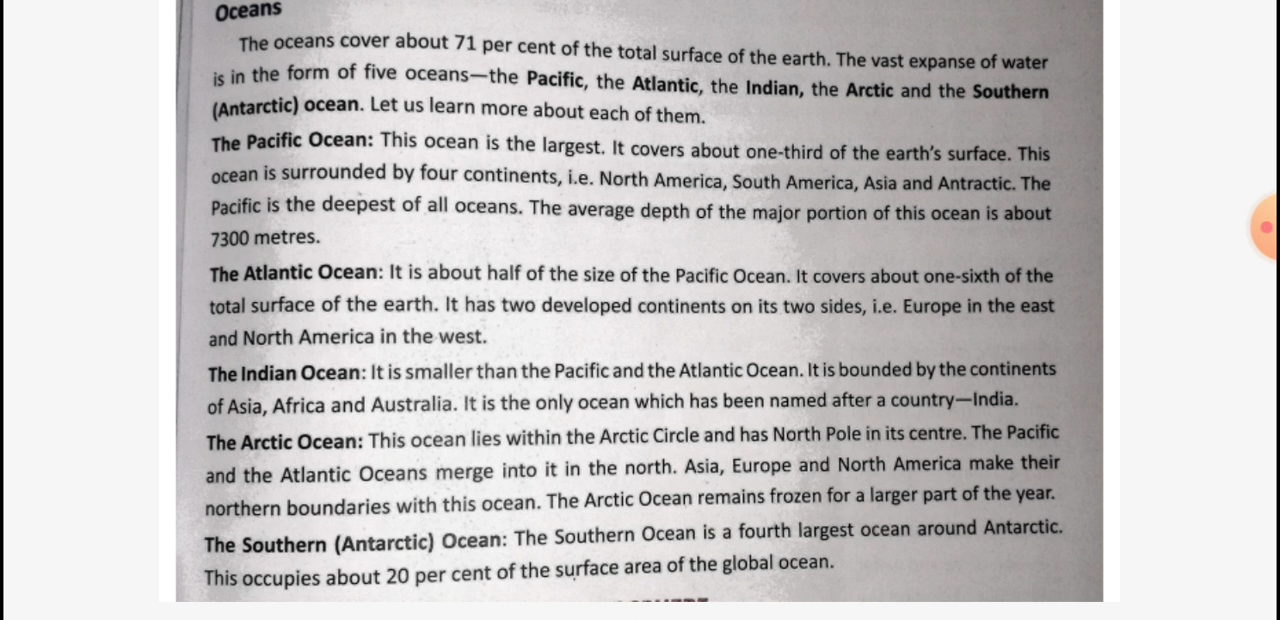 Oceans
The oceans cover about 71 per cent of the total surface of the earth. The vast expanse of water
is in the form of five oceans—the Pacific, the Atlantic, the Indian, the Arctic and the Southern
(Antarctic) ocean. Let us learn more about each of them.
The Pacific Ocean: This ocean is the largest. It covers about one-third of the earth's surface. This
ocean is surrounded by four continents, i.e. North America, South America, Asia and Antractic. The
Pacific is the deepest of all oceans. The average depth of the major portion of this ocean is about
7300 metres.
The Atlantic Ocean: It is about half of the size of the Pacific Ocean. It covers about one-sixth of the
total surface of the earth. It has two developed continents on its two sides, i.e. Europe in the east
and North America in the west.
The Indian Ocean: It is smaller than the Pacific and the Atlantic Ocean. It is bounded by the continents
of Asia, Africa and Australia. It is the only ocean which has been named after a country—India.
The Arctic Ocean: This ocean lies within the Arctic Circle and has North Pole in its centre. The Pacific
and the Atlantic Oceans merge into it in the north. Asia, Europe and North America make their
northern boundaries with this ocean. The Arctic Ocean remains frozen for a larger part of the year.
The Southern (Antarctic) Ocean: The Southern Ocean is a fourth largest ocean around Antarctic.
This occupies about 20 per cent of the surface area of the global ocean.